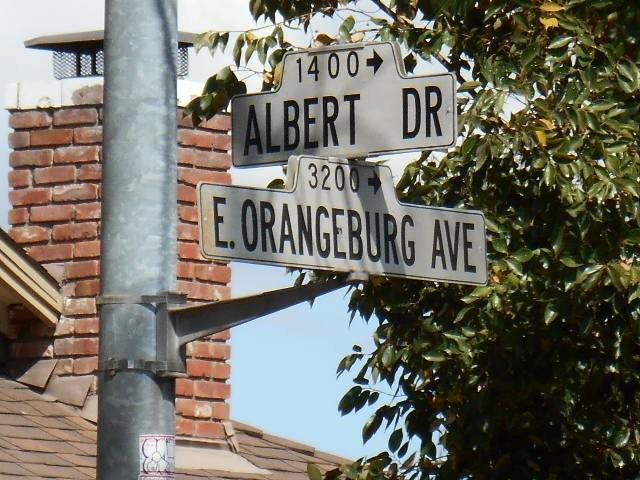 1400 →
ALBERT DR
3200 →
E. ORANGEBURG AVE